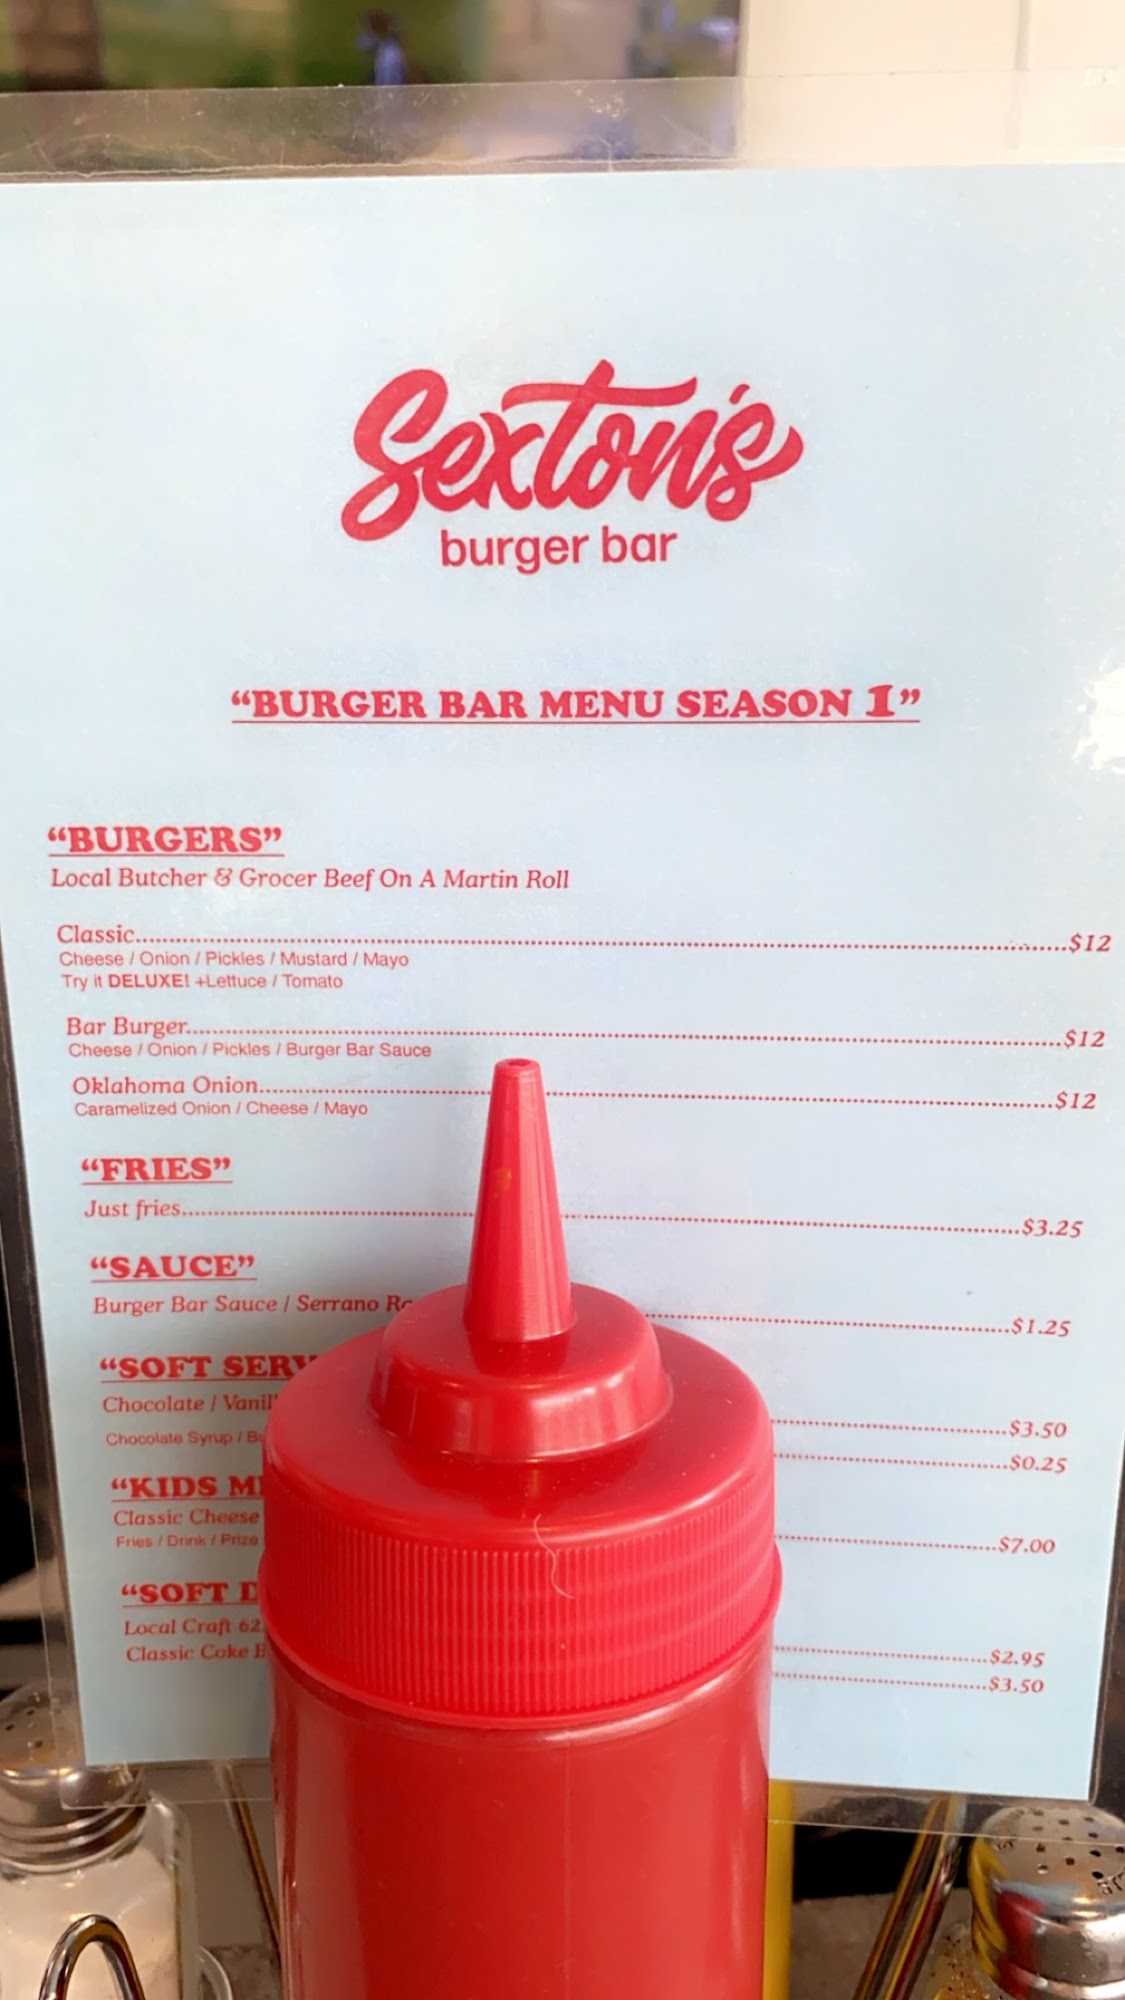 Sexton's
burger bar
“BURGER BAR MENU SEASON 1”
“BURGERS”
Local Butcher & Grocer Beef On A Martin Roll
Classic $12
Cheese / Onion / Pickles / Mustard / Mayo
Try it DELUXE! +Lettuce / Tomato
Bar Burger $12
Cheese / Onion / Pickles / Burger Bar Sauce
Oklahoma Onion $12
Caramelized Onion / Cheese / Mayo
“FRIES”
Just fries $3.25
“SAUCE”
Burger Bar Sauce / Serrano $1.25
“SOFT
Chocolate / $3.50
Chocolate Syrup / $0.25
“KIDS
Classic Cheese $7.00
Fries / Drink / Prize
“SOFT
Local Craft $2.95
Classic Coke $3.50